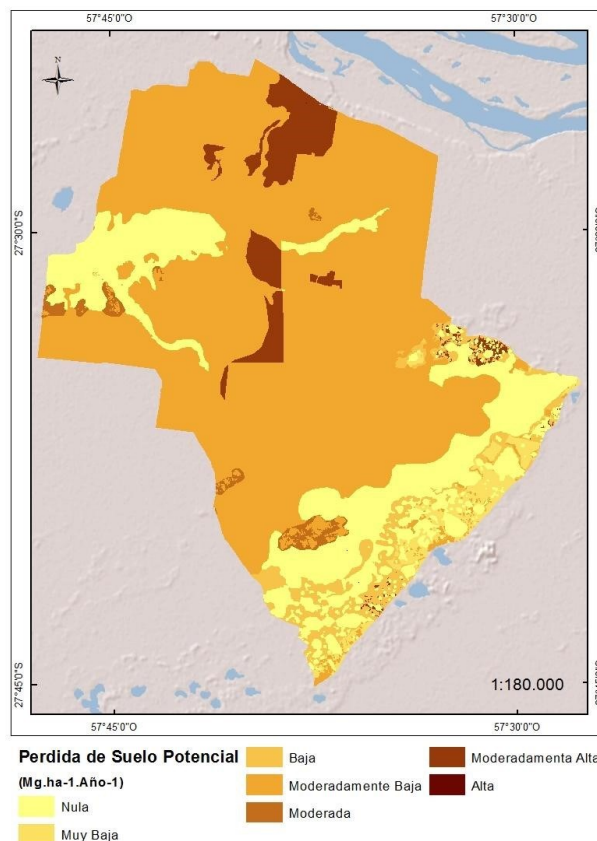 57°45'0"O 57°30'0"O
N
27°30'0"S
27°45'0"S
1:180.000
57°45'0"O 57°30'0"O
Perdida de Suelo Potencial
(Mg.ha-1.Año-1)
Nula
Muy Baja
Baja
Moderadamente Baja
Moderada
Moderadamenta Alta
Alta